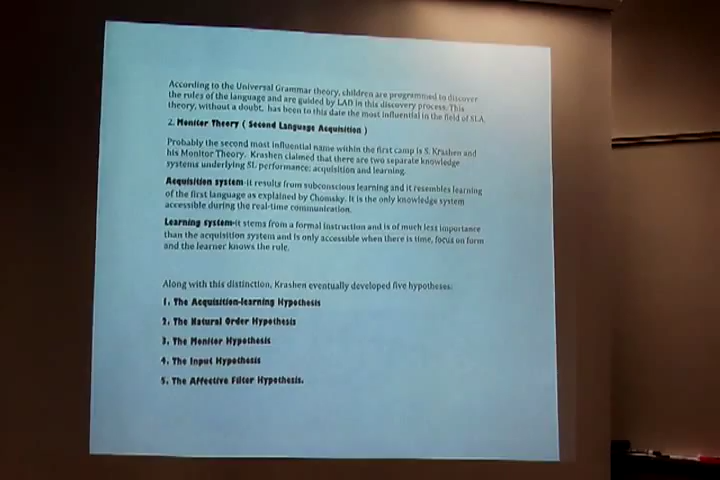 According to the Universal Grammar theory, children are programmed to discover
the rules of the language and are guided by LAD in this discovery process. This
theory, without a doubt, has been to this date the most influential in the field of SLA.
2. Monitor Theory ( Second Language Acquisition )
Probably the second most influential name within the first camp is S. Krashen and
his Monitor Theory. Krashen claimed that there are two separate knowledge
systems underlying SL performance: acquisition and learning.
Acquisition system-it results from subconscious learning and it resembles learning
of the first language as explained by Chomsky. It is the only knowledge system
accessible during the real-time communication.
Learning system-it stems from a formal instruction and is of much less importance
than the acquisition system and is only accessible when there is time, focus on form
and the learner knows the rule.
Along with this distinction, Krashen eventually developed five hypotheses:
1. The Acquisition-learning Hypothesis
2. The Natural Order Hypothesis
3. The Monitor Hypothesis
4. The Input Hypothesis
5. The Affective Filter Hypothesis.